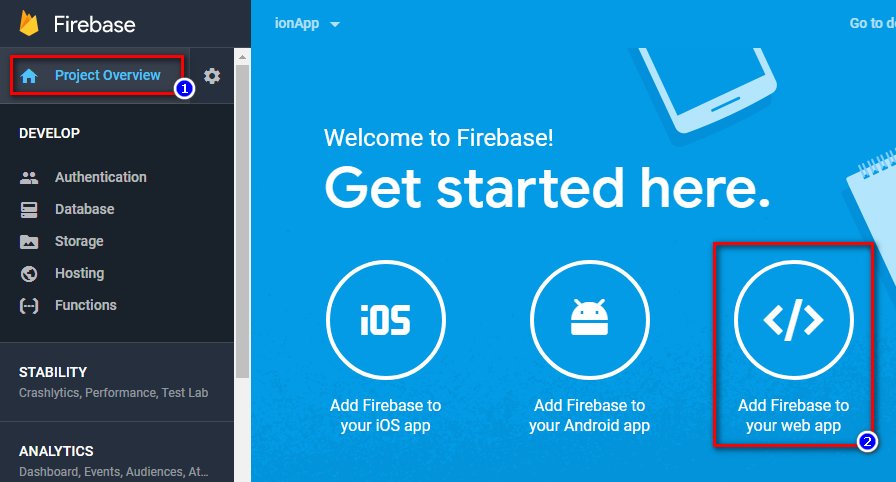 Firebase
Project Overview
1
DEVELOP
Authentication
Database
Storage
Hosting
Functions
STABILITY
Crashlytics, Performance, Test Lab
ANALYTICS
Dashboard, Events, Audiences, At...
ionApp
Go to d
Welcome to Firebase!
Get started here.
iOS
Add Firebase to
your iOS app
Add Firebase to
your Android app
</>
Add Firebase to
your web app
2